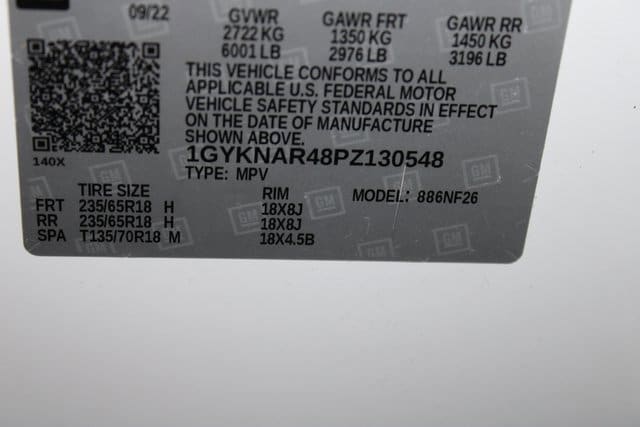 09/22 GVWR GAWR FRT GAWR RR
2722 KG 1350 KG 1450 KG
6001 LB 2976 LB 3196 LB
THIS VEHICLE CONFORMS TO ALL
APPLICABLE U.S. FEDERAL MOTOR
VEHICLE SAFETY STANDARDS IN EFFECT
ON THE DATE OF MANUFACTURE
SHOWN ABOVE.
140X 1GYKNAR48PZ130548
TYPE: MPV MODEL: 886NF26
TIRE SIZE RIM
FRT 235/65R18 H 18X8J
RR 235/65R18 H 18X8J
SPA T135/70R18 M 18X4.5B
GM